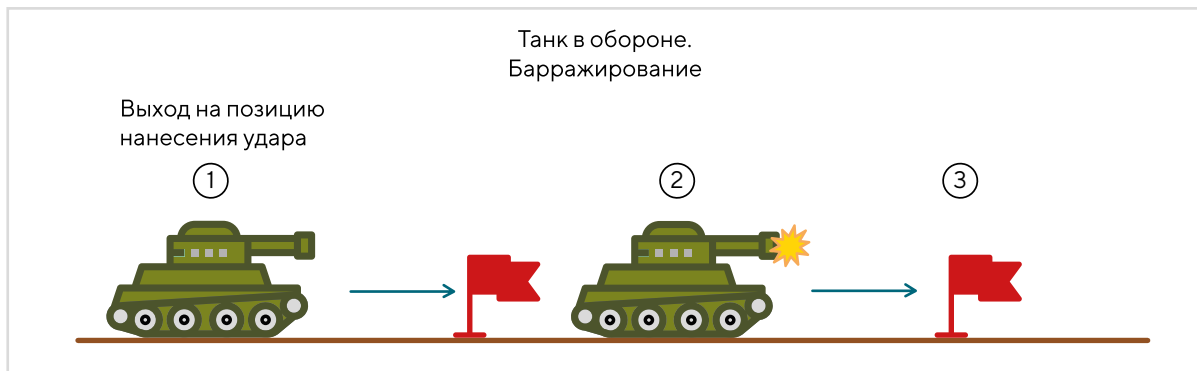 Танк в обороне.
Барражирование
Выход на позицию
нанесения удара
1
2
3